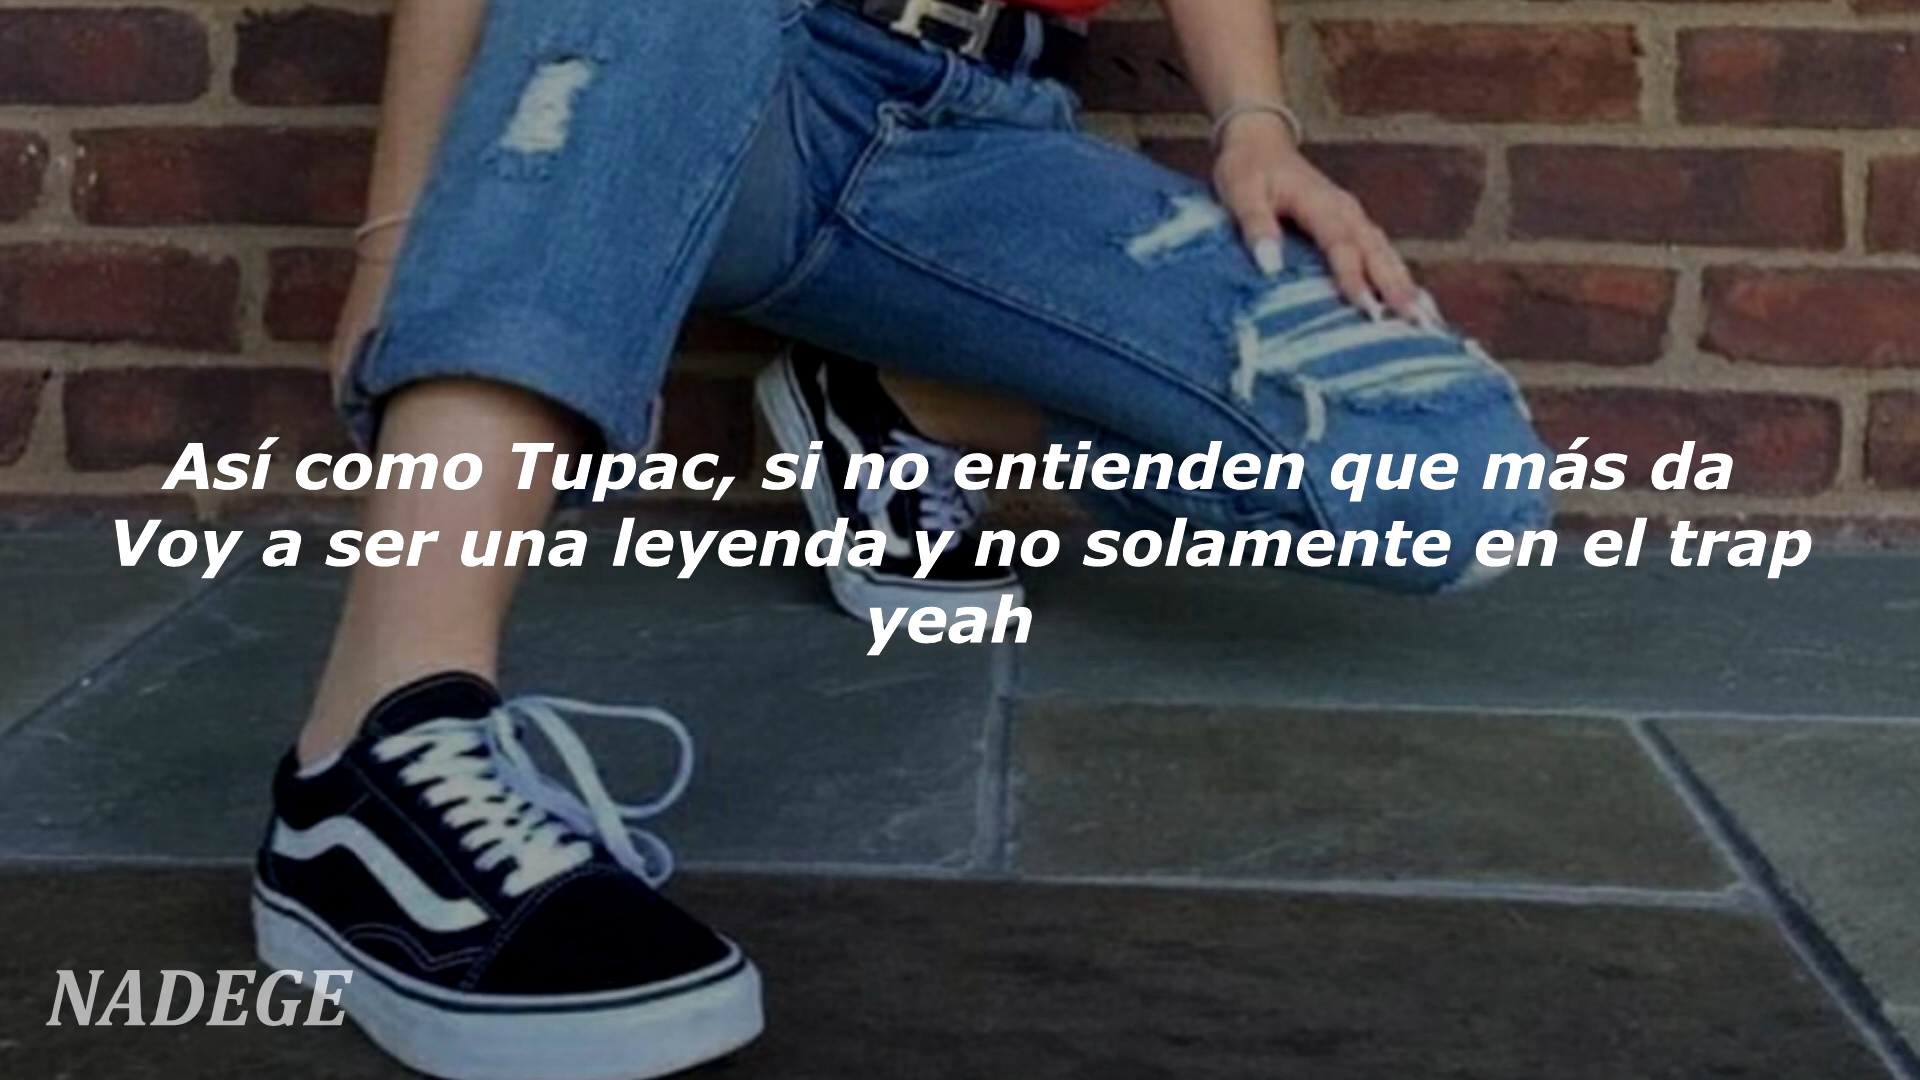 Así como Tupac, si no entienden que más da
Voy a ser una leyenda y no solamente en el trap
yeah
NADEGE